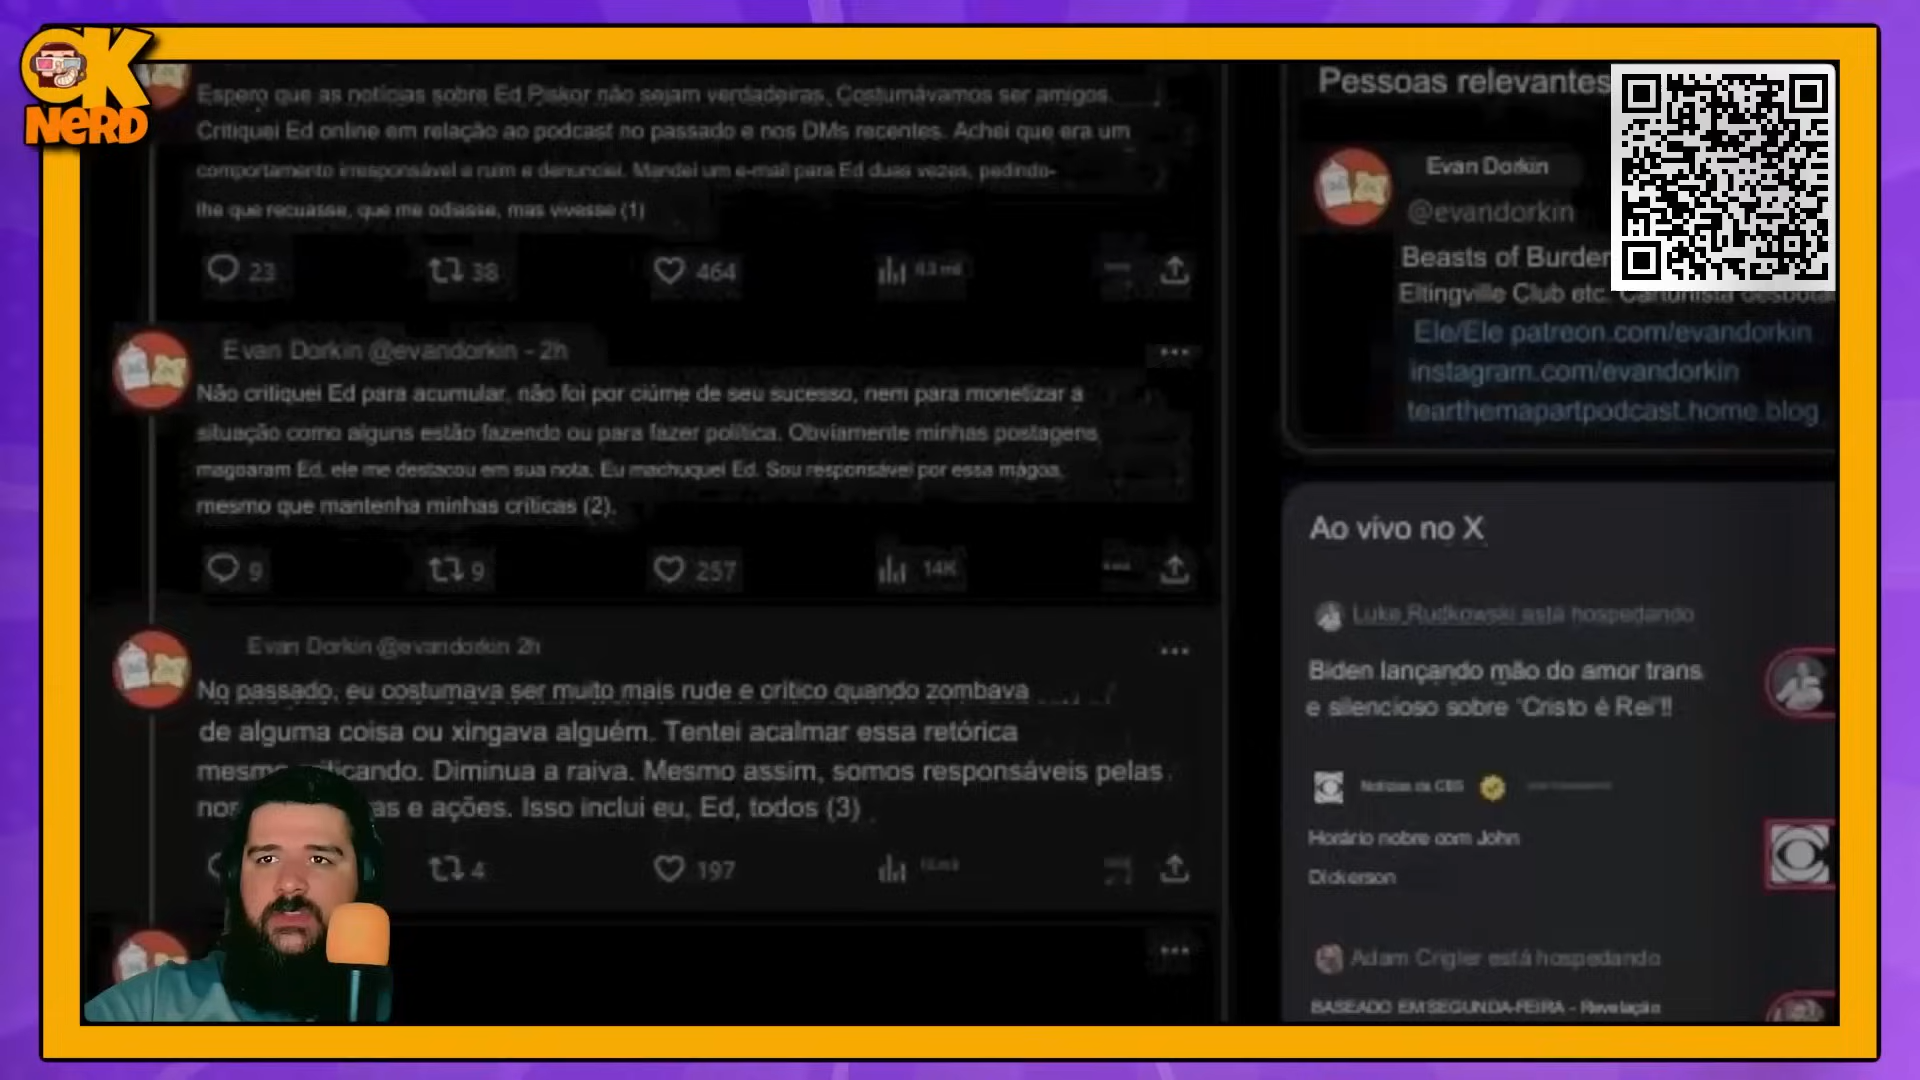 OK
NERD
Espero que as notícias sobre Ed Piskor não sejam verdadeiras. Costumávamos ser amigos.
Critiquei Ed online em relação ao podcast no passado e nos DMs recentes. Achei que era um
comportamento irresponsável e ruim e denunciei. Mandei um e-mail para Ed duas vezes, pedindo-
lhe que recuasse, que me odiasse, mas vivesse (1)
23 38 464
Evan Dorkin @evandorkin - 2h
Não critiquei Ed para acumular, não foi por ciúme de seu sucesso, nem para monetizar a
situação como alguns estão fazendo ou para fazer política. Obviamente minhas postagens
magoaram Ed, ele me destacou em sua nota. Eu machuquei Ed. Sou responsável por essa mágoa,
mesmo que mantenha minhas críticas (2).
9 9 257 14K
Evan Dorkin @evandorkin 2h
No passado, eu costumava ser muito mais rude e crítico quando zombava
de alguma coisa ou xingava alguém. Tentei acalmar essa retórica
mesmo criticando. Diminua a raiva. Mesmo assim, somos responsáveis pelas
e ações. Isso inclui eu, Ed, todos (3)
4 197
Pessoas relevantes
Evan Dorkin
@evandorkin
Beasts of Burden
Eltingville Club etc. Cartunista
Ele/Ele patreon.com/evandorkin
instagram.com/evandorkin
tearthemapartpodcast.home.blog
Ao vivo no X
Luke Rudkowski está hospedando
Biden lançando mão do amor trans
e silencioso sobre "Cristo é Rei"!!
Notícias da CBS
Horário nobre com John
Dickerson
Adam Crigler está hospedando
BASEADO EM SEGUNDA-FEIRA - Revelação